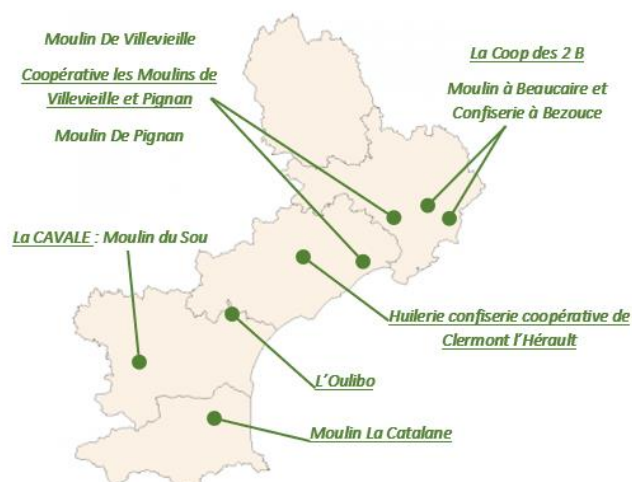 Moulin De Villevieille
Coopérative les Moulins de
Villevieille et Pignan
Moulin De Pignan
La Coop des 2 B
Moulin à Beaucaire et
Confiserie à Bezouce
La CAVALE : Moulin du Sou
Huilerie confiserie coopérative de
Clermont l'Hérault
L'Oulibo
Moulin La Catalane